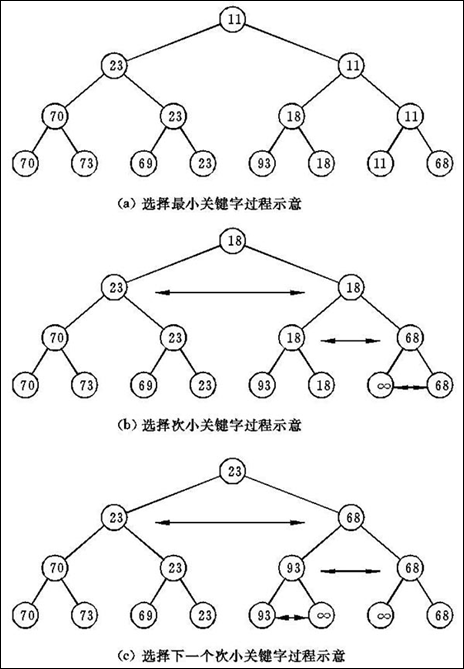 11
23 11
70 23 18 11
70 73 69 23 93 18 11 68
(a) 选择最小关键字过程示意
18
23 18
70 23 18 68
70 73 69 23 93 18 ∞ 68
(b) 选择次小关键字过程示意
23
23 68
70 23 93 68
70 73 69 23 93 ∞ ∞ 68
(c) 选择下一个次小关键字过程示意